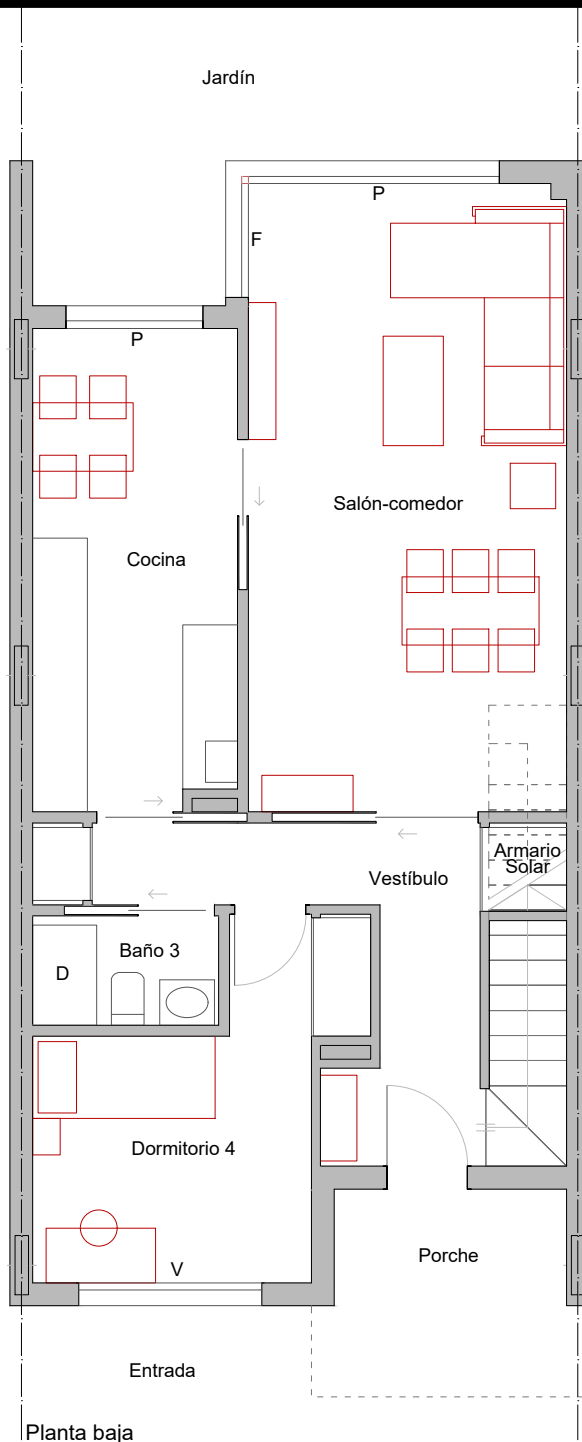 Jardín
P
F
P
Salón-comedor
Cocina
Armario
Solar
Vestíbulo
Baño 3
D
Dormitorio 4
V
Porche
Entrada
Planta baja